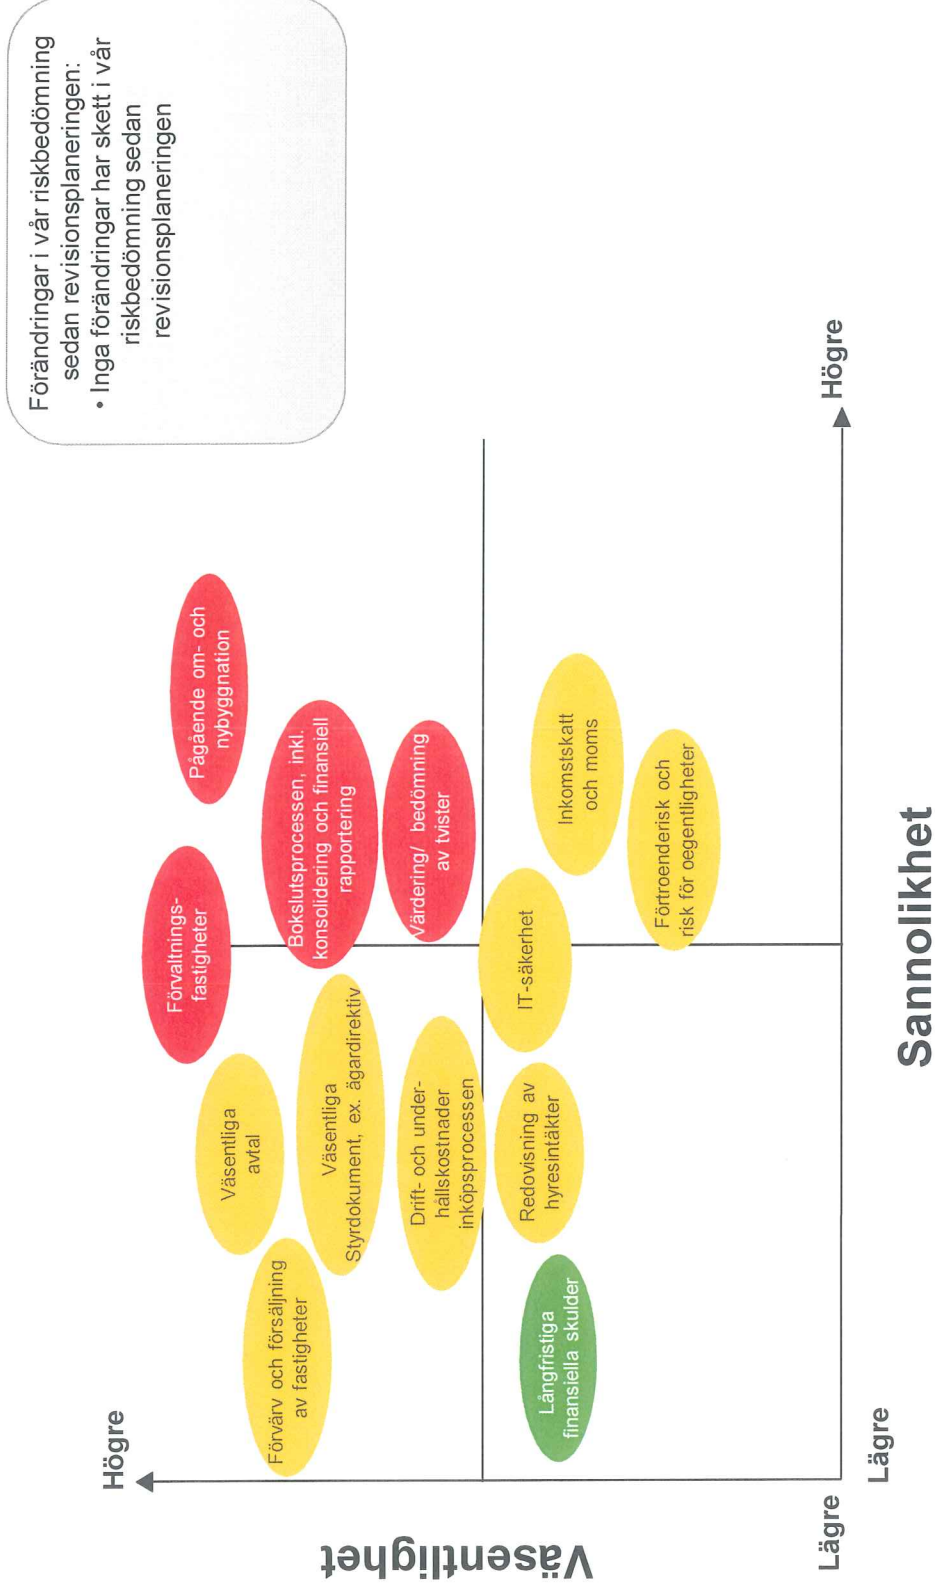 Förändringar i vår riskbedömning
sedan revisionsplaneringen:
• Inga förändringar har skett i vår
riskbedömning sedan
revisionsplaneringen
Högre
Väsentlighet
Förvaltnings-
fastigheter
Pågående om- och
nybyggnation
Väsentliga
avtal
Förvärv och försäljning
av fastigheter
Bokslutsprocessen, inkl.
konsolidering och finansiell
rapportering
Väsentliga
Styrdokument, ex. ägardirektiv
Värdering/ bedömning
av tvister
Drift- och under-
hållskostnader
inköpsprocessen
IT-säkerhet
Redovisning av
hyresintäkter
Inkomstskatt
och moms
Långfristiga
finansiella skulder
Förtroenderisk och
risk för oegentligheter
Lägre
Lägre
Högre
Sannolikhet